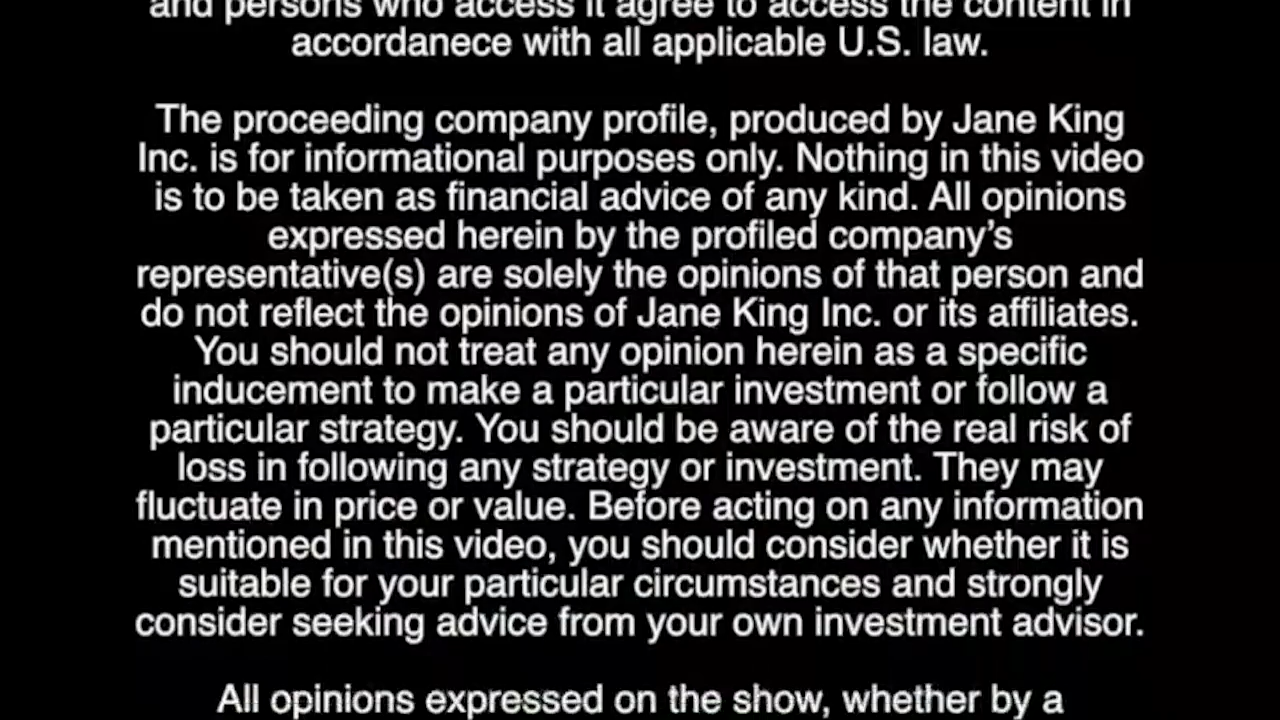 and persons who access it agree to access the content in
accordanece with all applicable U.S. law.
The proceeding company profile, produced by Jane King
Inc. is for informational purposes only. Nothing in this video
is to be taken as financial advice of any kind. All opinions
expressed herein by the profiled company’s
representative(s) are solely the opinions of that person and
do not reflect the opinions of Jane King Inc. or its affiliates.
You should not treat any opinion herein as a specific
inducement to make a particular investment or follow a
particular strategy. You should be aware of the real risk of
loss in following any strategy or investment. They may
fluctuate in price or value. Before acting on any information
mentioned in this video, you should consider whether it is
suitable for your particular circumstances and strongly
consider seeking advice from your own investment advisor.
All opinions expressed on the show, whether by a